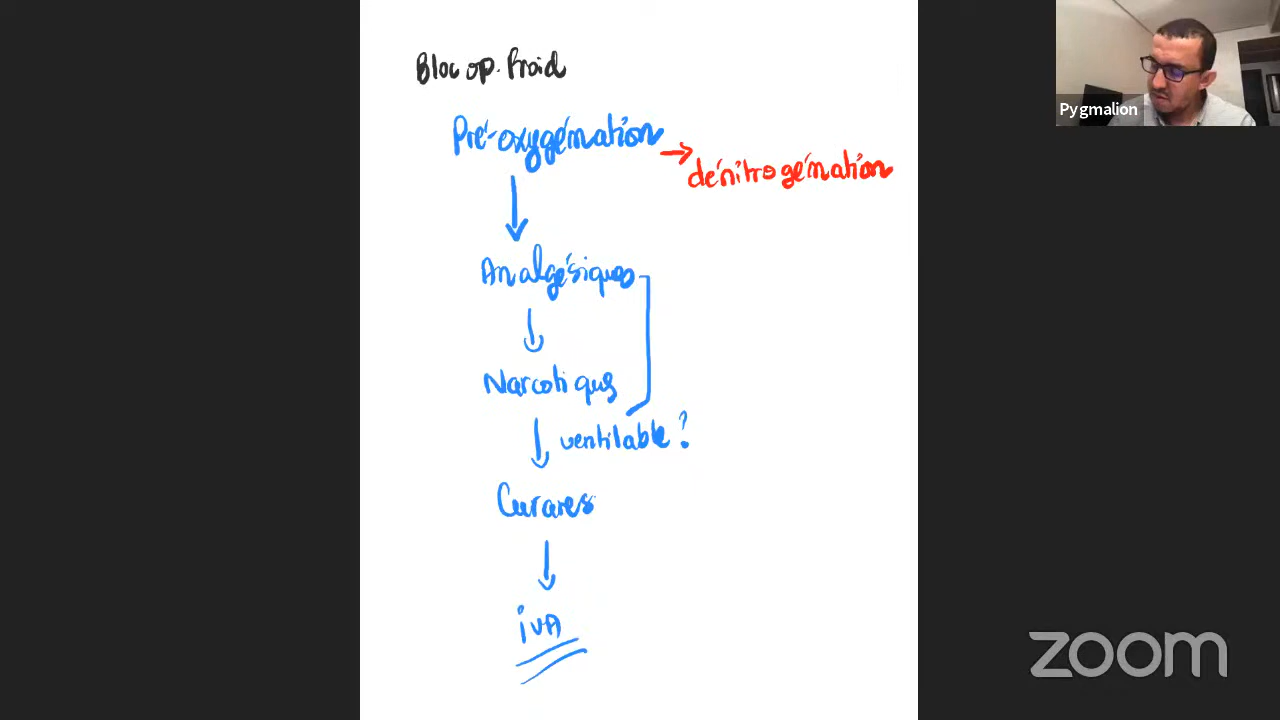 Bloc op. froid
Pygmalion
Pré-oxygénation
→ dénitrogénation
Analgésiques
Narcotiques
ventilable?
Curares
iVA
zoom